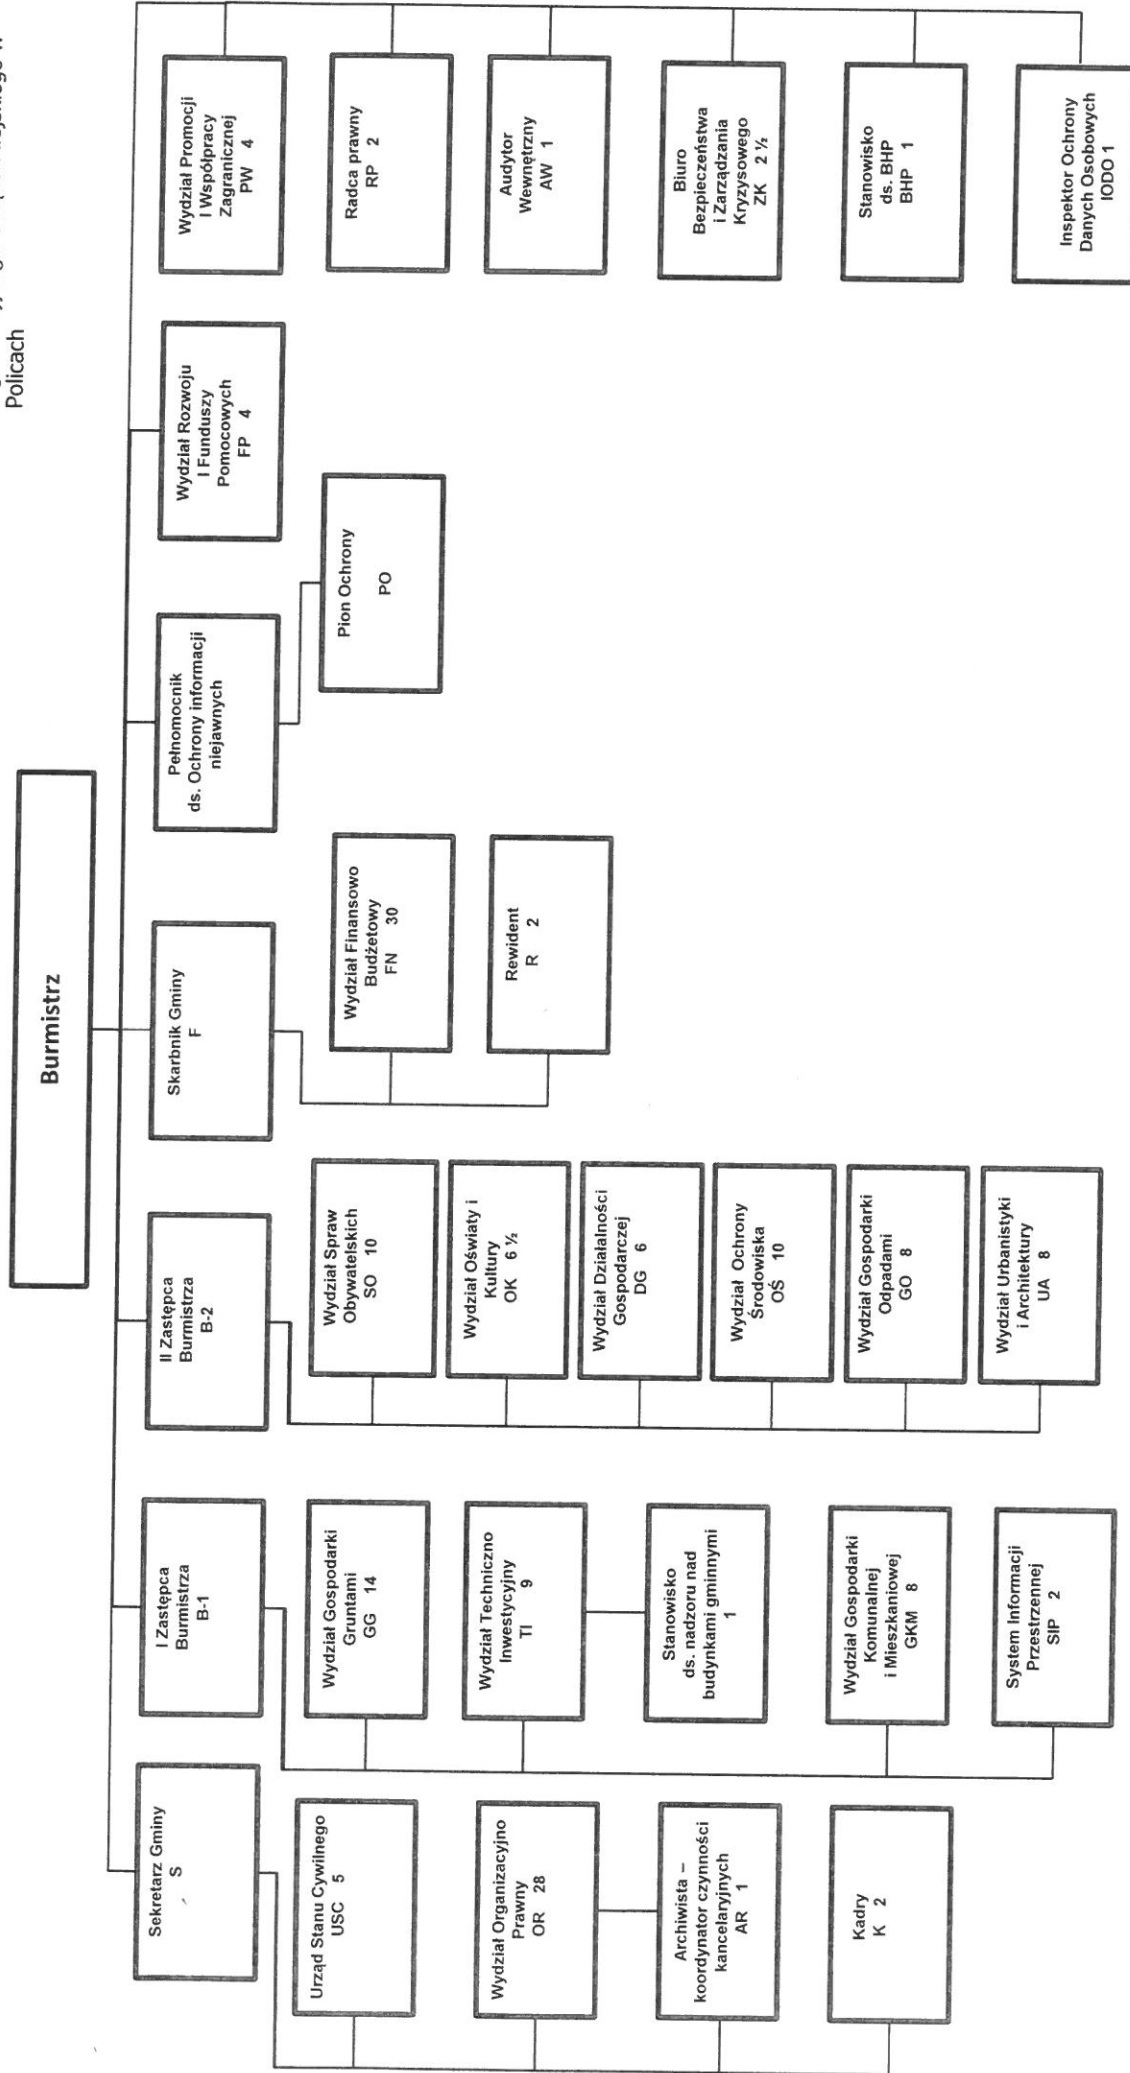 Policach
Burmistrz
Sekretarz Gminy
S
Urząd Stanu Cywilnego
USC 5
Wydział Organizacyjno
Prawny
OR 28
Archiwista –
koordynator czynności
kancelaryjnych
AR 1
Kadry
K 2
I Zastępca
Burmistrza
B-1
Wydział Gospodarki
Gruntami
GG 14
Wydział Techniczno
Inwestycyjny
TI 9
Stanowisko
ds. nadzoru nad
budynkami gminnymi
1
Wydział Gospodarki
Komunalnej
i Mieszkaniowej
GKM 8
System Informacji
Przestrzennej
SIP 2
II Zastępca
Burmistrza
B-2
Wydział Spraw
Obywatelskich
SO 10
Wydział Oświaty i
Kultury
OK 6 ½
Wydział Działalności
Gospodarczej
DG 6
Wydział Ochrony
Środowiska
OŚ 10
Wydział Gospodarki
Odpadami
GO 8
Wydział Urbanistyki
i Architektury
UA 8
Skarbnik Gminy
F
Wydział Finansowo
Budżetowy
FN 30
Rewident
R 2
Pełnomocnik
ds. Ochrony informacji
niejawnych
Pion Ochrony
PO
Wydział Rozwoju
I Funduszy
Pomocowych
FP 4
Wydział Promocji
I Współpracy
Zagranicznej
PW 4
Radca prawny
RP 2
Audytor
Wewnętrzny
AW 1
Biuro
Bezpieczeństwa
i Zarządzania
Kryzysowego
ZK 2 ½
Stanowisko
ds. BHP
BHP 1
Inspektor Ochrony
Danych Osobowych
IODO 1